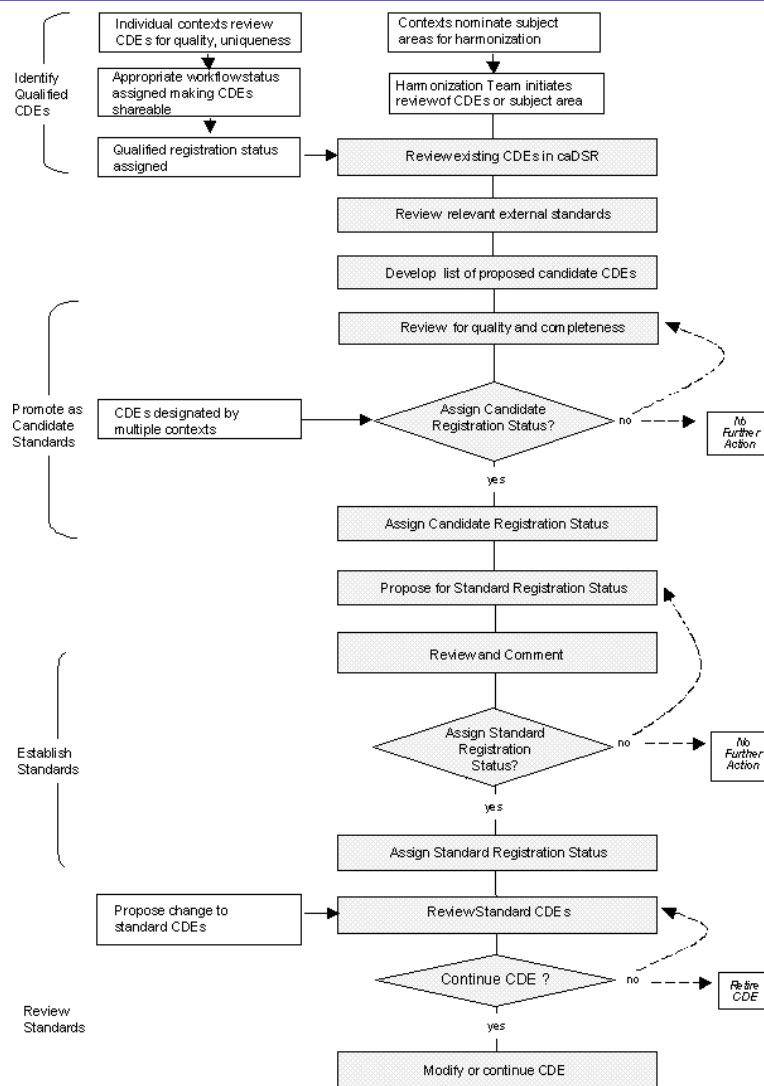 Individual contexts review
CDEs for quality, uniqueness
Contexts nominate subject
areas for harmonization
Identify
Qualified
CDEs
Appropriate workflowstatus
assigned making CDEs
shareable
Harmonization Team initiates
reviewof CDEs or subject area
Qualified registration status
assigned
Reviewexisting CDEs in caDSR
Review relevant external standards
Develop list of proposed candidate CDEs
Review for quality and completeness
Promote as
Candidate
Standards
CDEs designated by
multiple contexts
Assign Candidate
Registration Status?
no
No
Further
Action
yes
Assign Candidate Registration Status
Propose for Standard Registration Status
Reviewand Comment
Establish
Standards
Assign Standard
Registration
Status?
no
No
Further
Action
yes
Assign Standard Registration Status
Propose change to
standard CDEs
ReviewStandard CDEs
Continue CDE ?
no
Retire
CDE
Review
Standards
yes
Modify or continue CDE